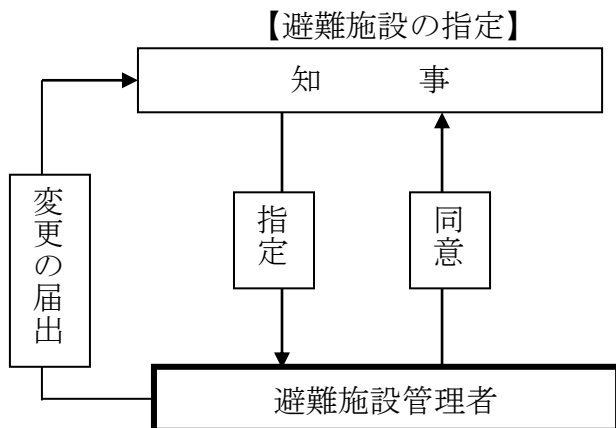 【避難施設の指定】
知　　事
変更の届出
指定
同意
避難施設管理者